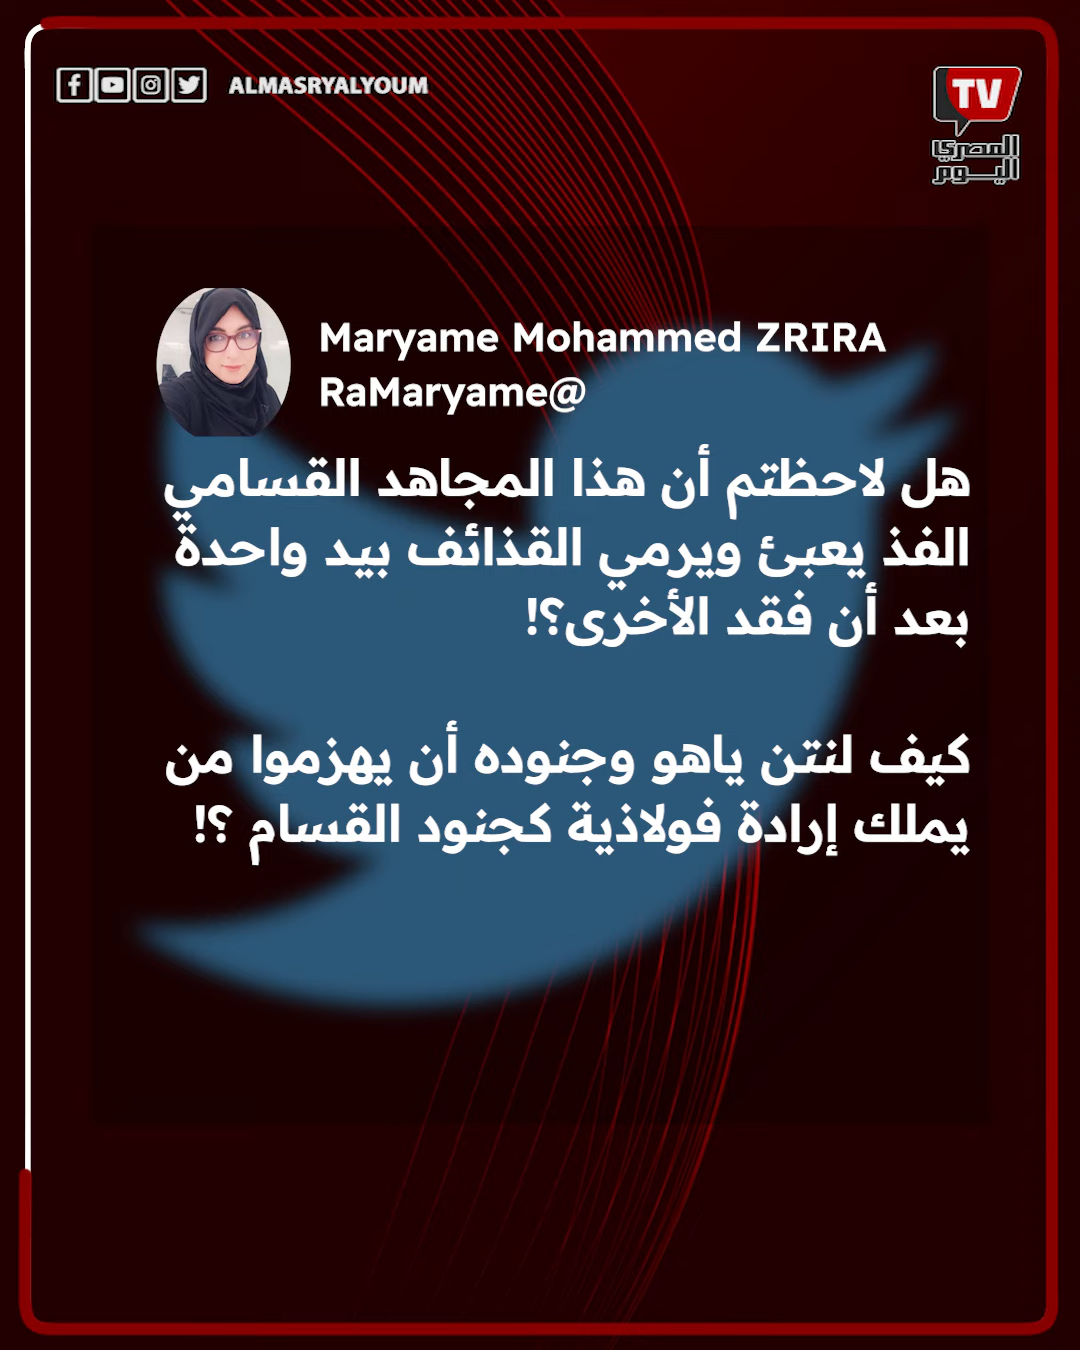 ALMASRYALYOUM
TV
المصري
اليوم
Maryame Mohammed ZRIRA
RaMaryame@
هل لاحظتم أن هذا المجاهد القسامي
الفذ يعبئ ويرمي القذائف بيد واحدة
بعد أن فقد الأخرى؟!
كيف لنتن ياهو وجنوده أن يهزموا من
يملك إرادة فولاذية كجنود القسام ؟!